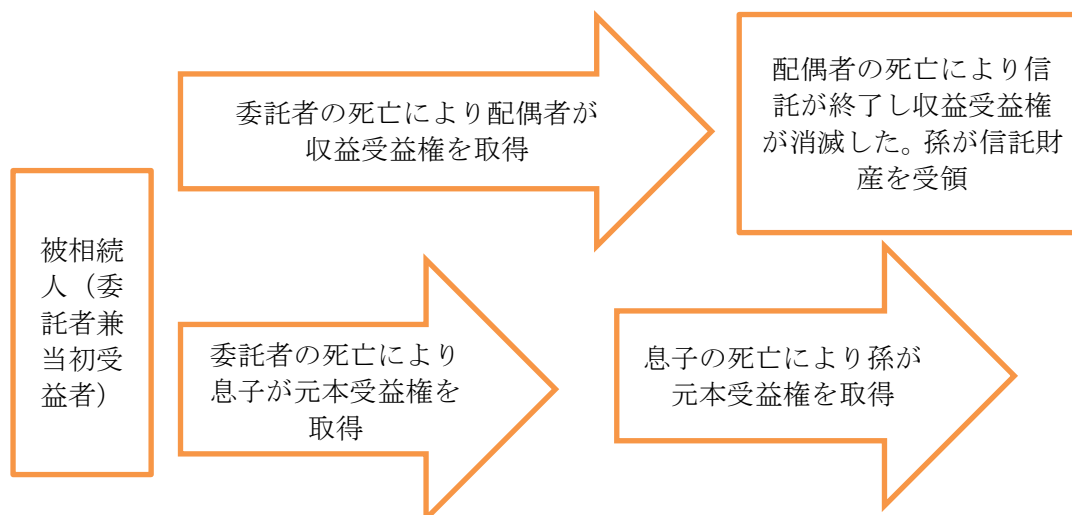 被相続
人（委
託者兼
当初受
益者）
委託者の死亡により配偶者が
収益受益権を取得
配偶者の死亡により信
託が終了し収益受益権
が消滅した。孫が信託財
産を受領
委託者の死亡により
息子が元本受益権を
取得
息子の死亡により孫が
元本受益権を取得